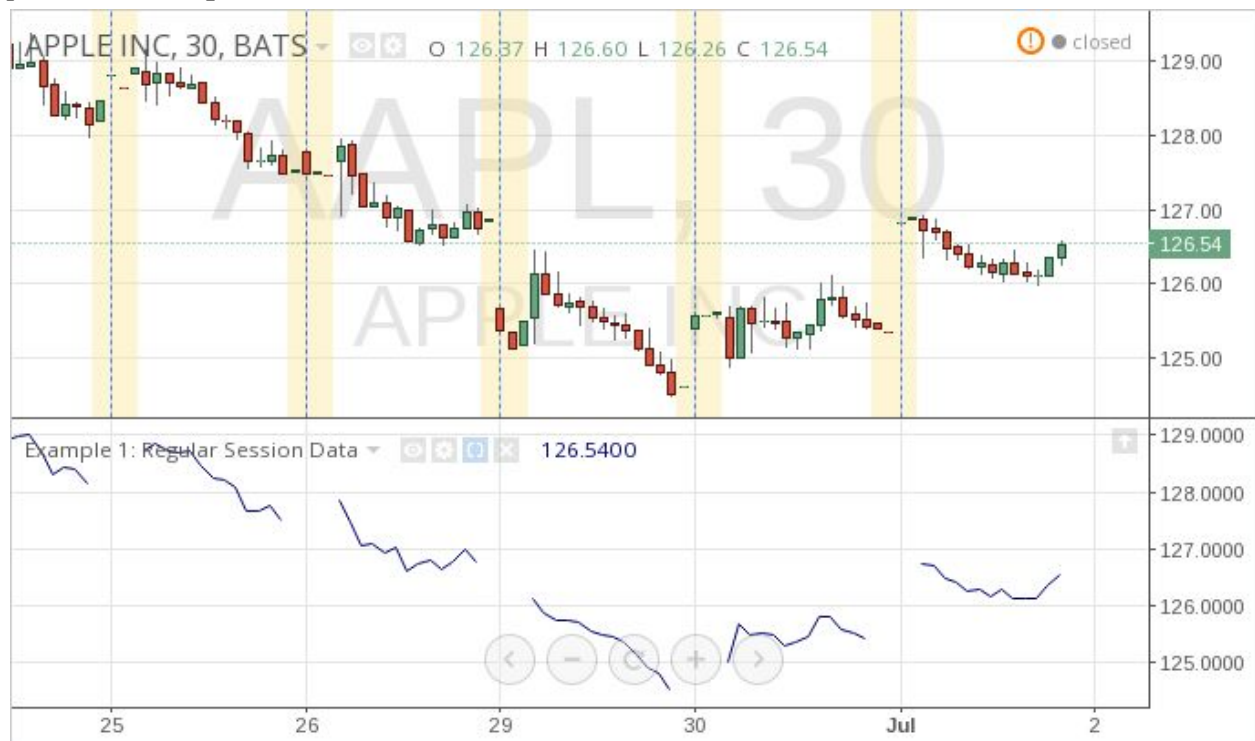 APPLE INC, 30, BATS O 126.37 H 126.60 L 126.26 C 126.54 closed
AAPL, 30
APPLE INC
129.00
128.00
127.00
126.54
126.00
125.00
Example 1: Regular Session Data 126.5400
129.0000
128.0000
127.0000
126.0000
125.0000
25 26 29 30 Jul 2